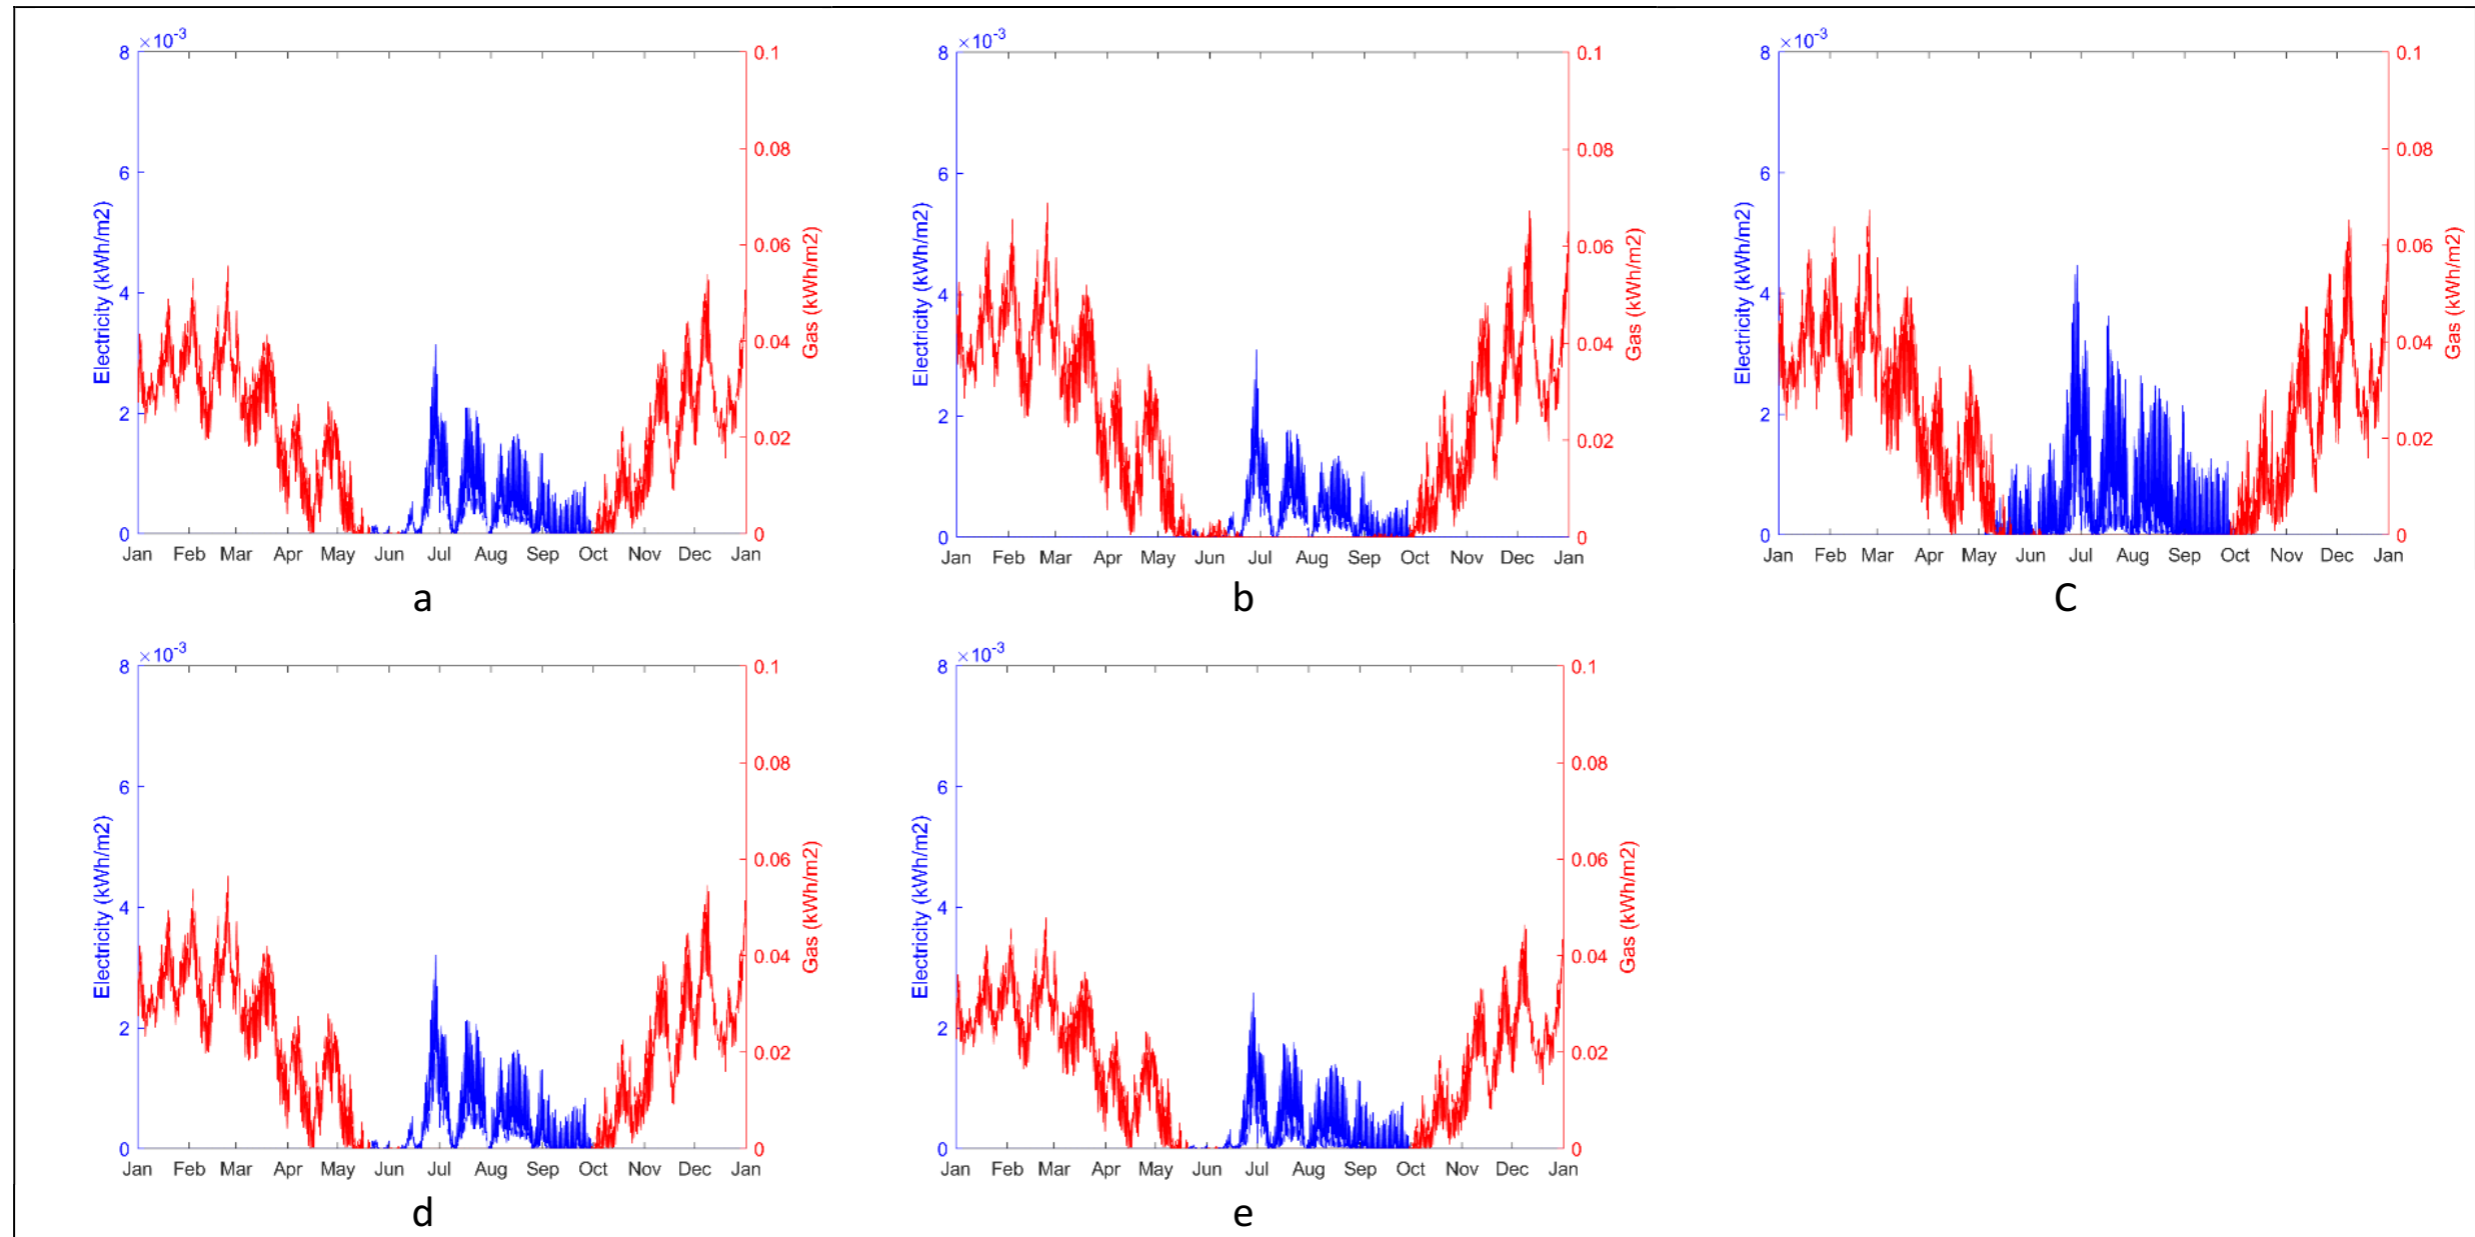 ×10-3 ×10-3 ×10-3
8 0.1 8 0.1 8 0.1
0.08 0.08 0.08
6 6 6
Electricity (kWh/m2) Gas (kWh/m2) Electricity (kWh/m2) Gas (kWh/m2) Electricity (kWh/m2) Gas (kWh/m2)
0.06 0.06 0.06
4 4 4
0.04 0.04 0.04
2 2 2
0.02 0.02 0.02
0 0 0 0 0 0
Jan Feb Mar Apr May Jun Jul Aug Sep Oct Nov Dec Jan Jan Feb Mar Apr May Jun Jul Aug Sep Oct Nov Dec Jan Jan Feb Mar Apr May Jun Jul Aug Sep Oct Nov Dec Jan
a b C
×10-3 ×10-3
8 0.1 8 0.1
0.08 0.08
6 6
Electricity (kWh/m2) Gas (kWh/m2) Electricity (kWh/m2) Gas (kWh/m2)
0.06 0.06
4 4
0.04 0.04
2 2
0.02 0.02
0 0 0 0
Jan Feb Mar Apr May Jun Jul Aug Sep Oct Nov Dec Jan Jan Feb Mar Apr May Jun Jul Aug Sep Oct Nov Dec Jan
d e